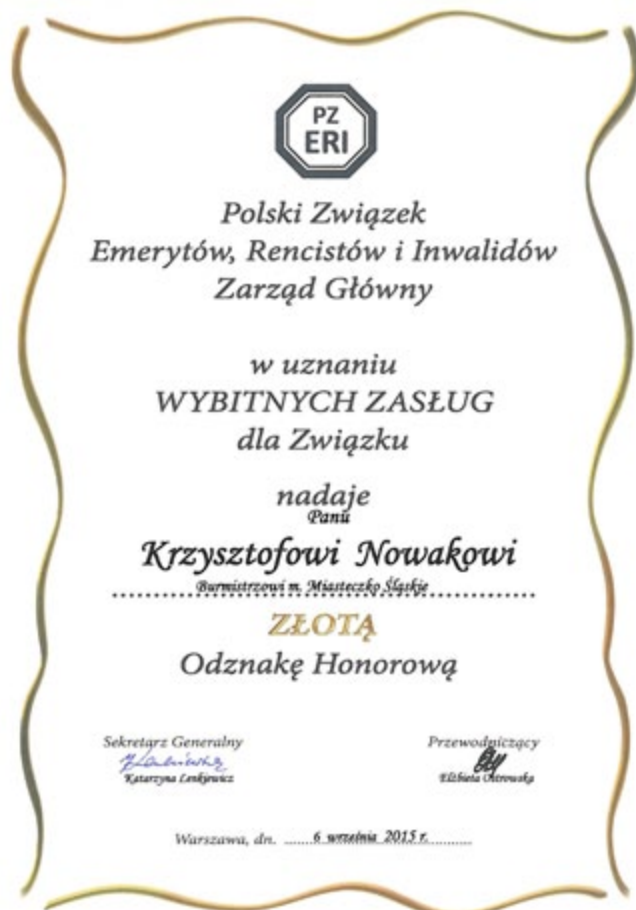 PZ
ERI
Polski Związek
Emerytów, Rencistów i Inwalidów
Zarząd Główny
w uznaniu
WYBITNYCH ZASŁUG
dla Związku
nadaje
Panu
Krzysztofowi Nowakowi
Burmistrzowi m. Miasteczko Śląskie
ZŁOTĄ
Odznakę Honorową
Sekretarz Generalny
Katarzyna Lenkiewicz
Przewodniczący
Elżbieta Ostrowska
Warszawa, dn. 6 września 2015 r.